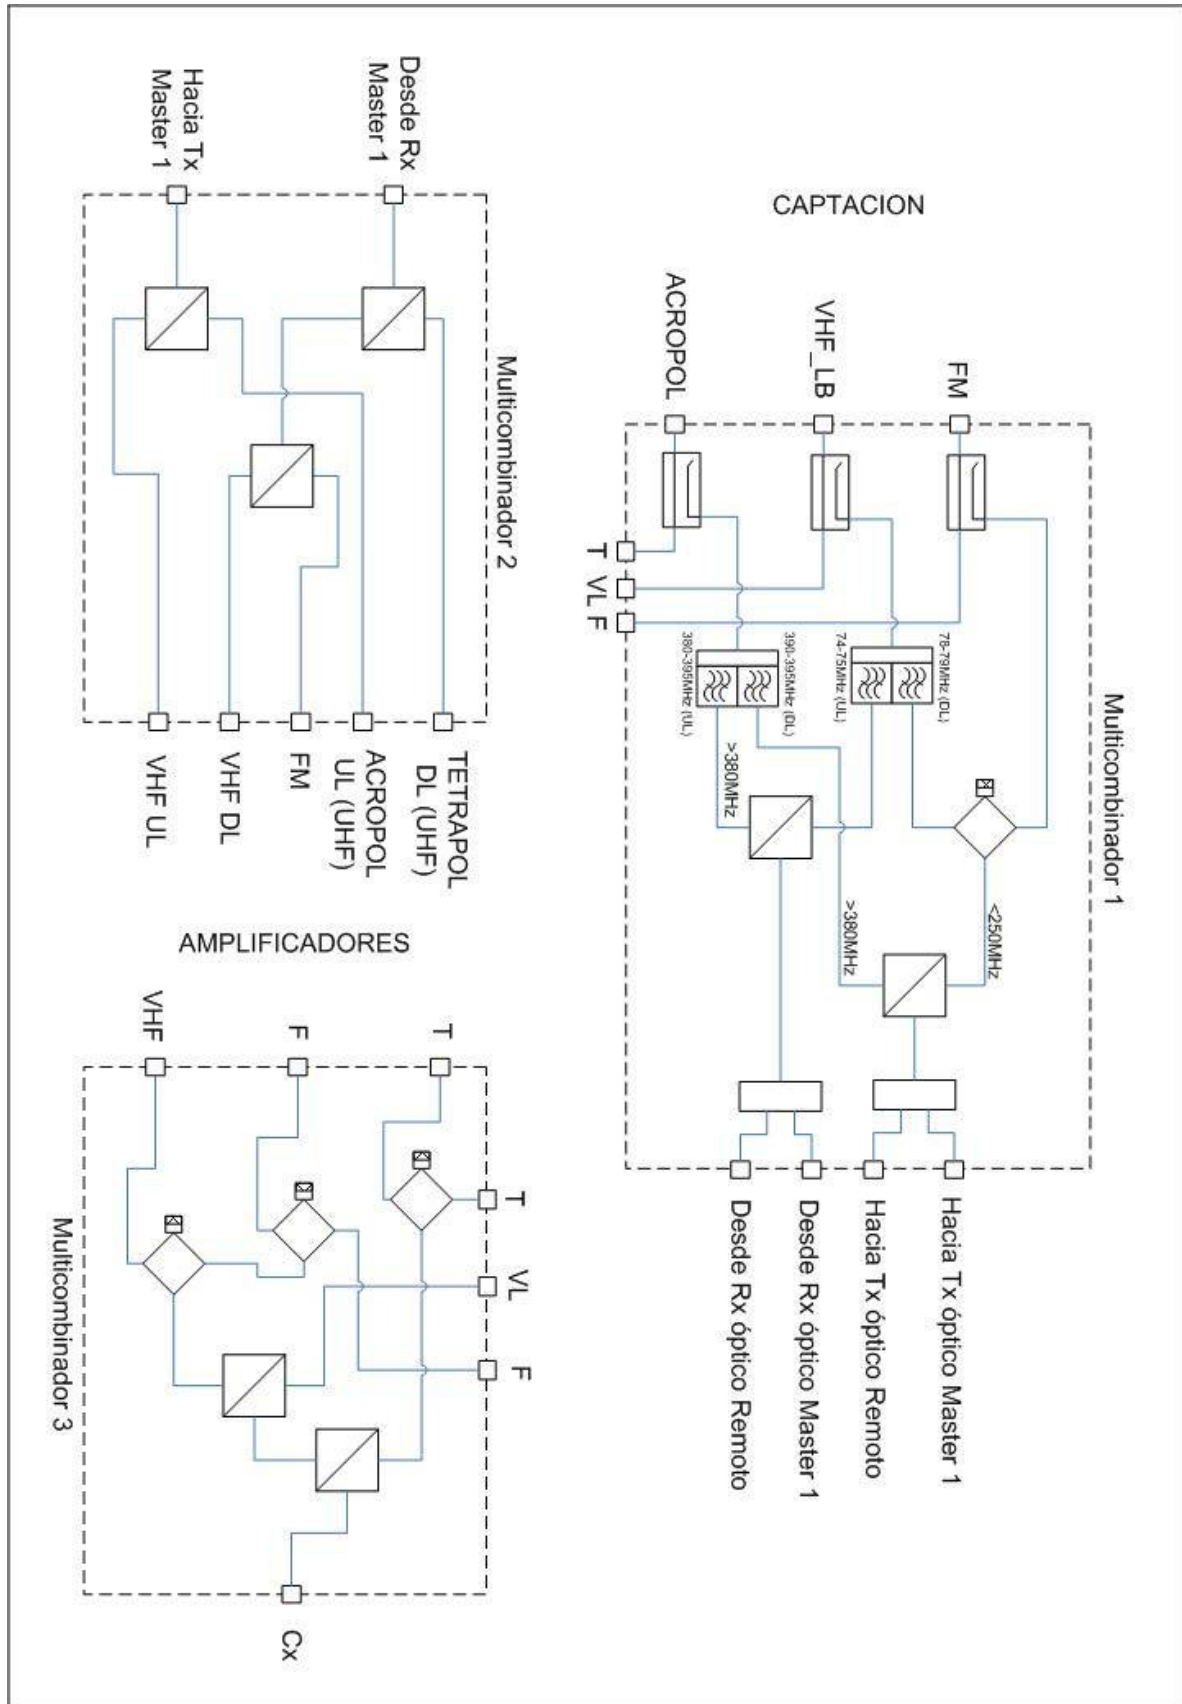 CAPTACION
Multicombinador 1
FM
VHF_LB
ACROPOL
T
VL
F
78-79MHz (DL)
74-75MHz (UL)
390-395MHz (DL)
380-395MHz (UL)
>380MHz
>380MHz
<250MHz
Hacia Tx óptico Master 1
Hacia Tx óptico Remoto
Desde Rx óptico Master 1
Desde Rx óptico Remoto
Multicombinador 2
Desde Rx
Master 1
Hacia Tx
Master 1
TETRAPOL
DL (UHF)
ACROPOL
UL (UHF)
FM
VHF DL
VHF UL
AMPLIFICADORES
T
F
VHF
T
VL
F
Cx
Multicombinador 3